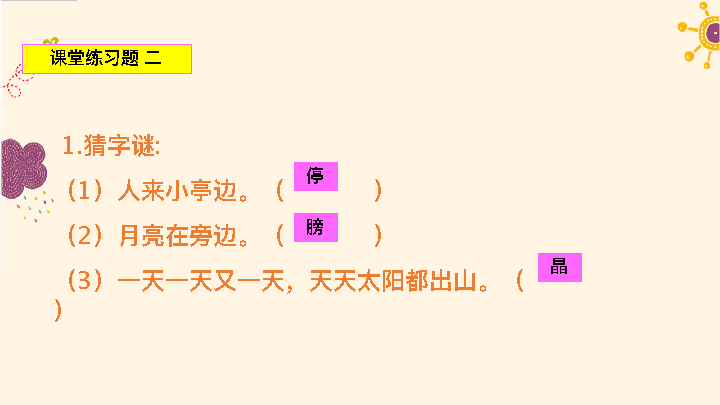 课堂练习题 二
1.猜字谜:
（1）人来小亭边。（ 停 ）
（2）月亮在旁边。（ 膀 ）
（3）一天一天又一天，天天太阳都出山。（ 晶
）